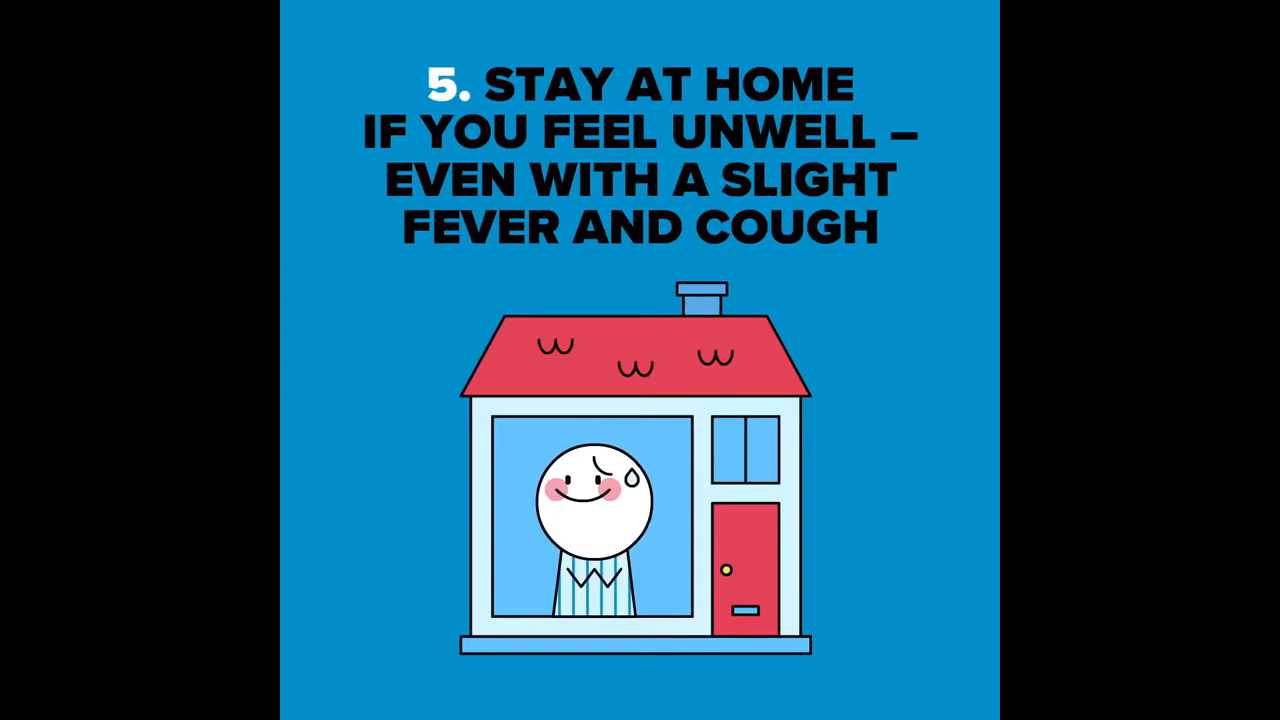 5. STAY AT HOME
IF YOU FEEL UNWELL –
EVEN WITH A SLIGHT
FEVER AND COUGH